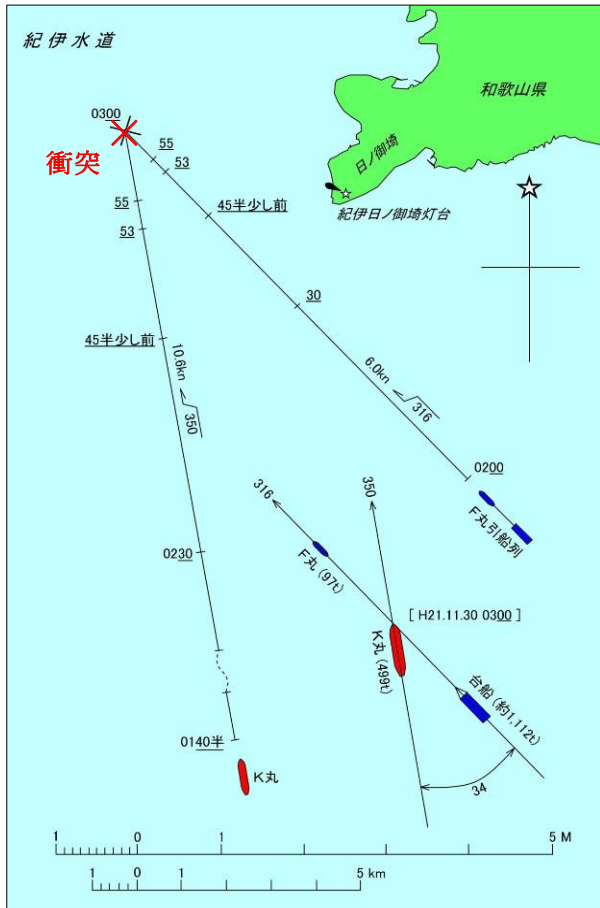 紀伊水道
和歌山県
日ノ御埼
紀伊日ノ御埼灯台
0300
衝突
55
53
55
53
45半少し前
45半少し前
30
10.6kn
350
6.0kn
316
0200
F丸引船列
0230
316
350
F丸(97t)
[ H21.11.30 0300 ]
K丸(499t)
台船(約1,112t)
34
0140半
K丸
1 0 1 5 M
1 0 1 5 km